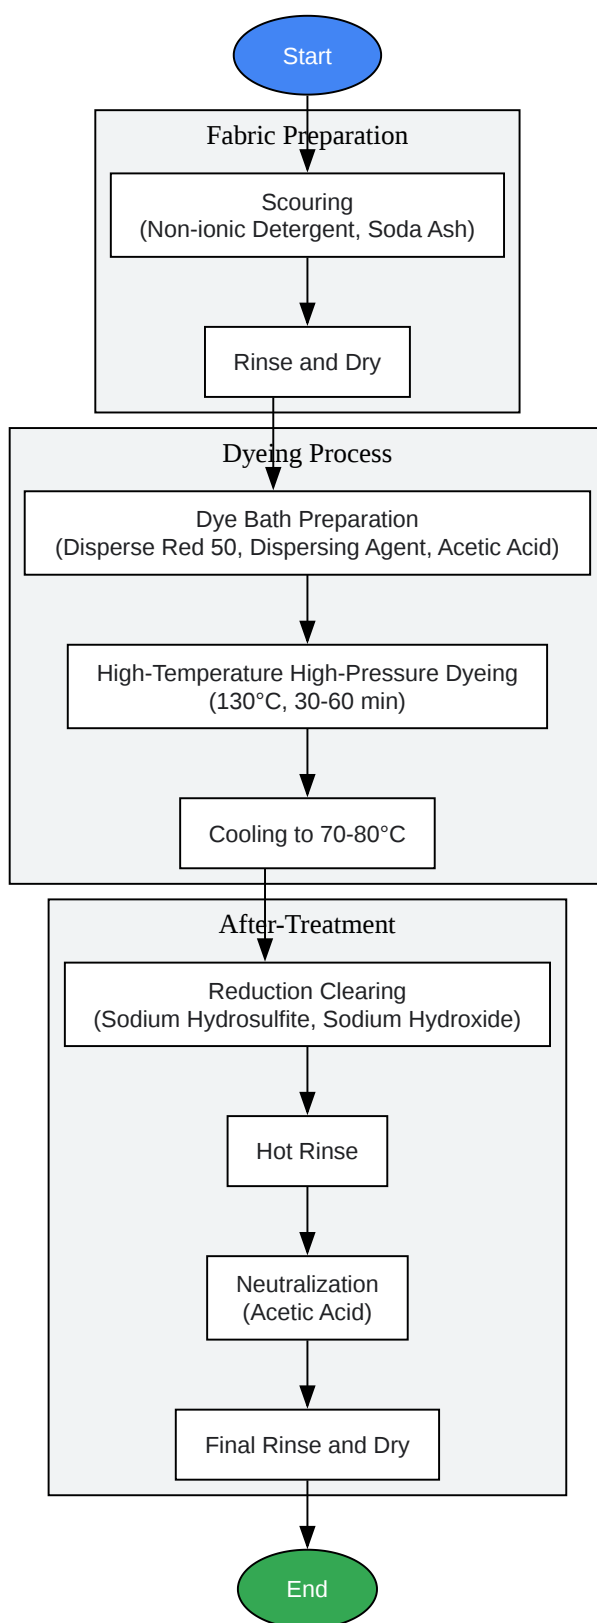 Start
Fabric Preparation
Scouring
(Non-ionic Detergent, Soda Ash)
Rinse and Dry
Dyeing Process
Dye Bath Preparation
(Disperse Red 50, Dispersing Agent, Acetic Acid)
High-Temperature High-Pressure Dyeing
(130°C, 30-60 min)
Cooling to 70-80°C
After-Treatment
Reduction Clearing
(Sodium Hydrosulfite, Sodium Hydroxide)
Hot Rinse
Neutralization
(Acetic Acid)
Final Rinse and Dry
End